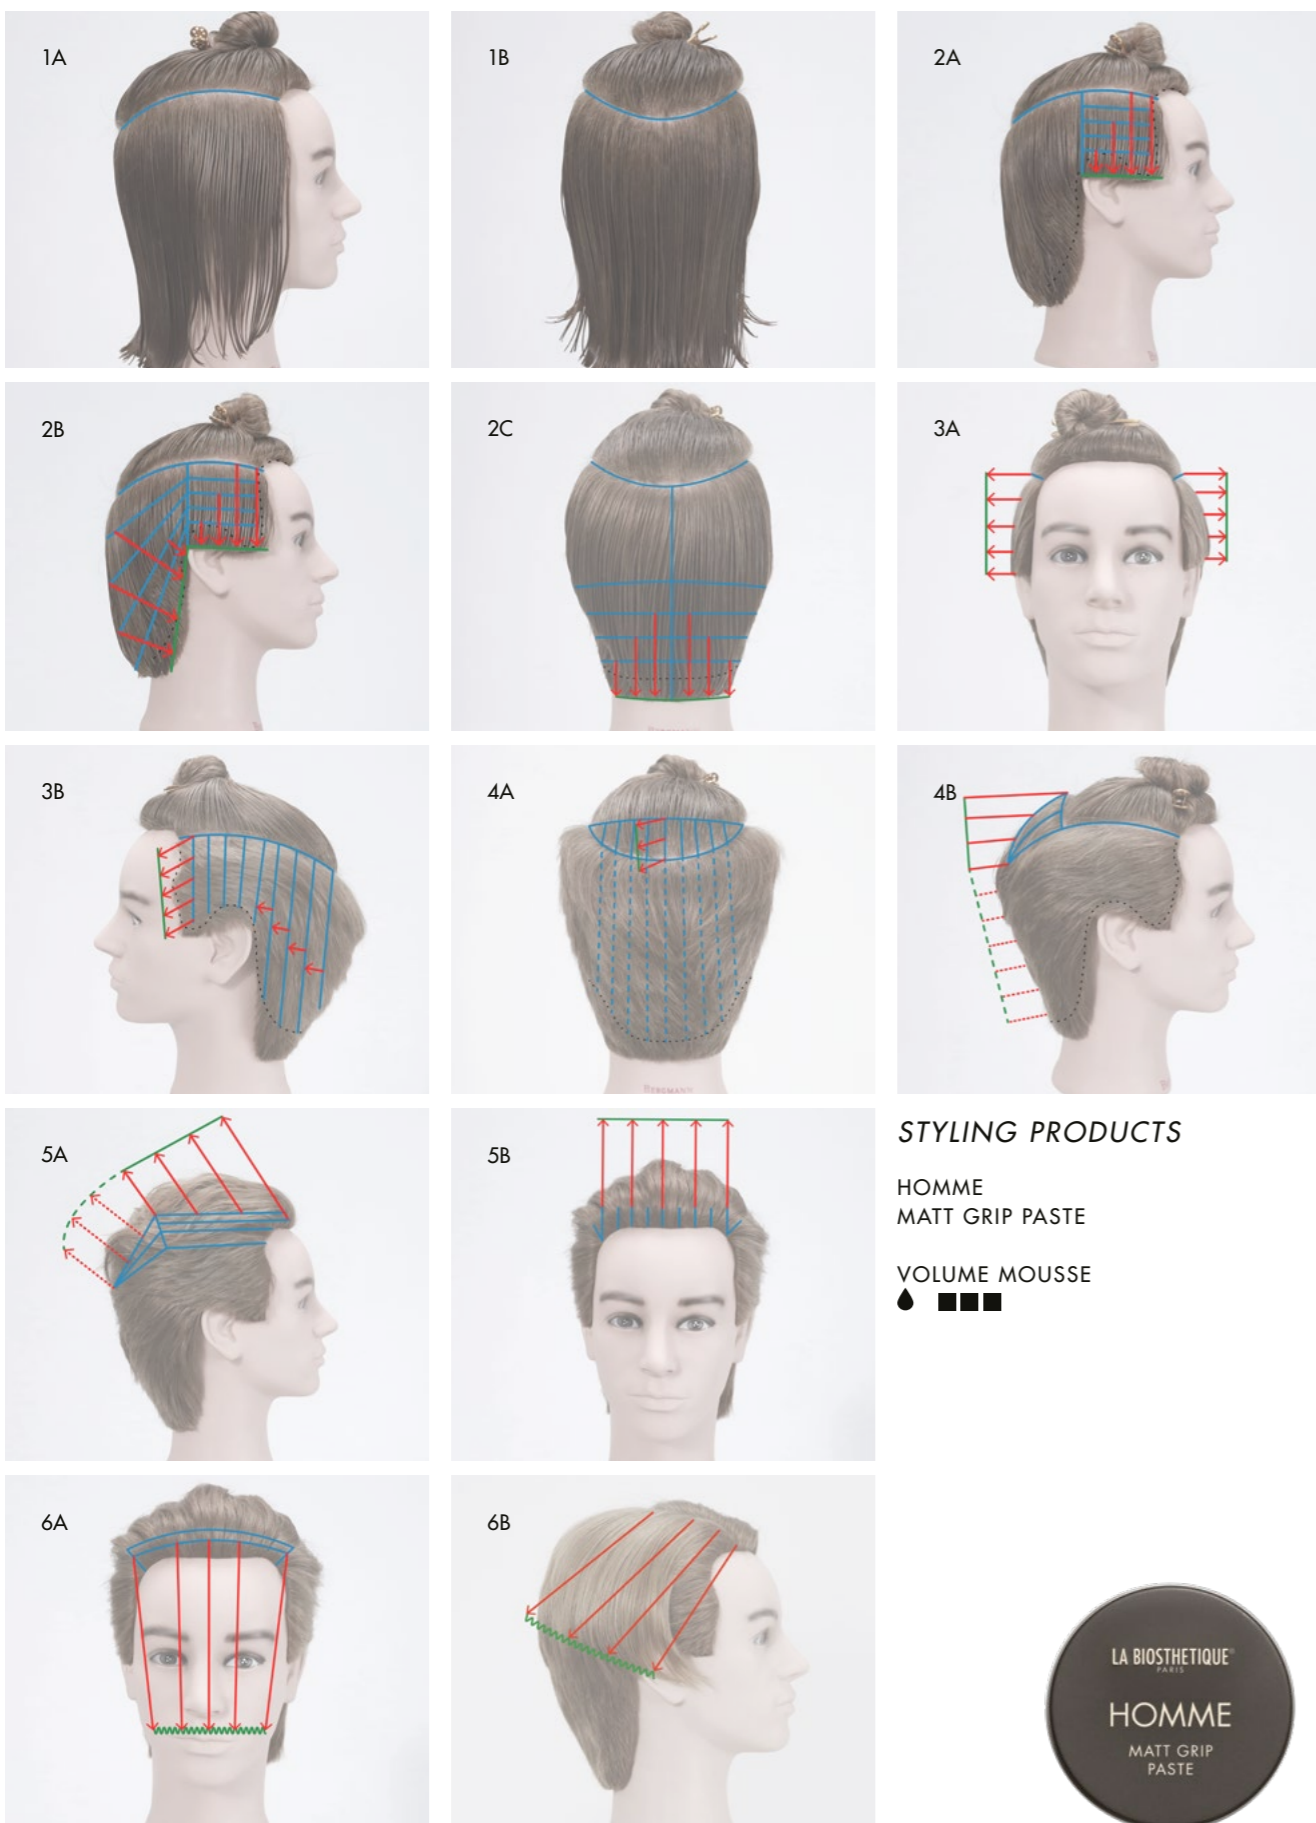 1A
1B
2A
2B
2C
3A
3B
4A
4B
BERGMANN
5A
5B
STYLING PRODUCTS
HOMME
MATT GRIP PASTE
VOLUME MOUSSE
6A
6B
LA BIOSTHETIQUE®
PARIS
HOMME
MATT GRIP
PASTE